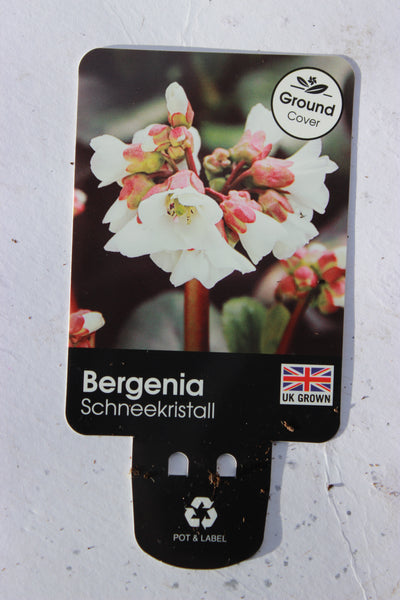 Ground
Cover
Bergenia
Schneekristall
UK GROWN
POT & LABEL